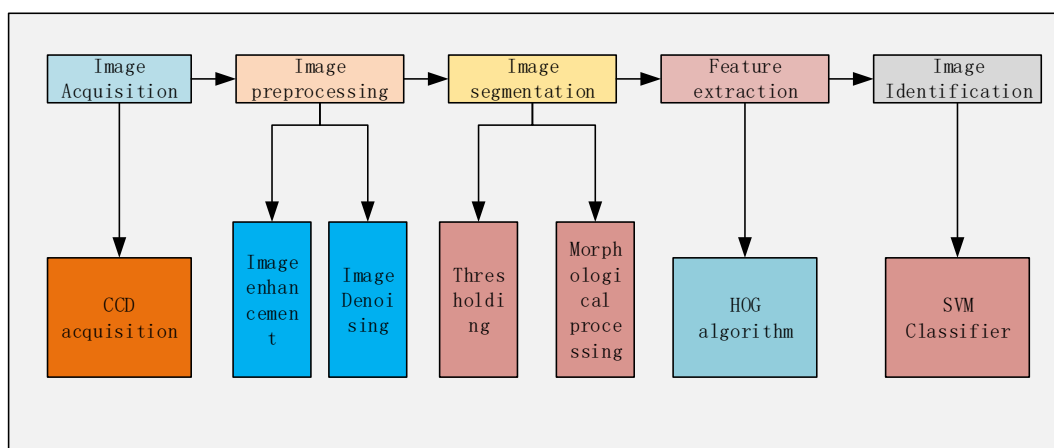 Image
Acquisition
Image
preprocessing
Image
segmentation
Feature
extraction
Image
Identification
CCD
acquisition
Image
enhan
cemen
t
Image
Denoi
sing
Thres
holdi
ng
Morph
ologi
cal
proce
ssing
HOG
algorithm
SVM
Classifier